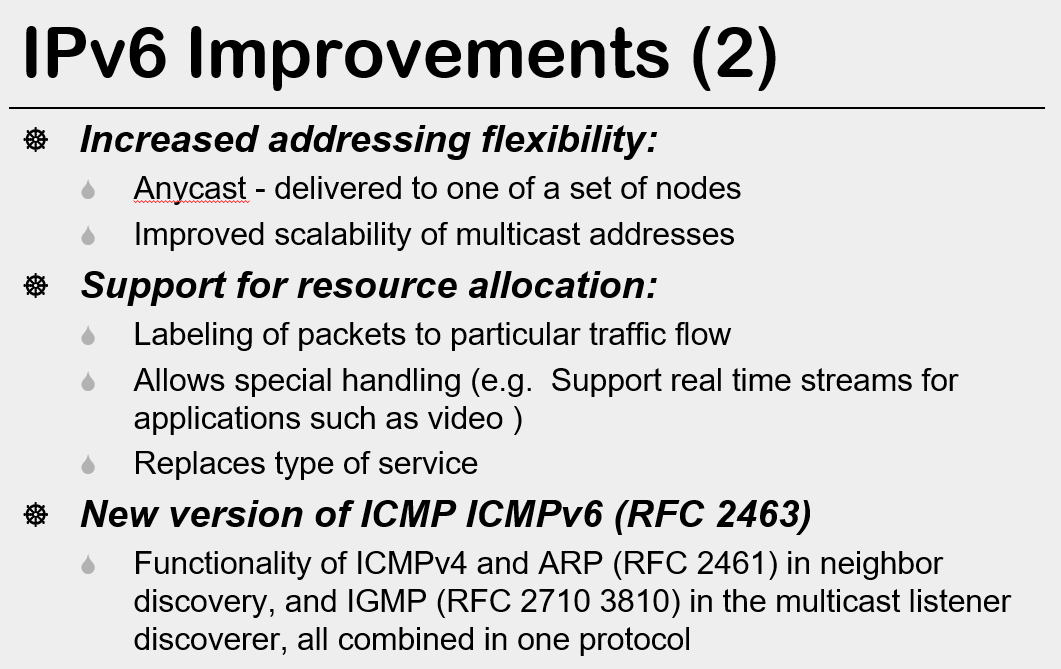 IPv6 Improvements (2)
Increased addressing flexibility:
Anycast - delivered to one of a set of nodes
Improved scalability of multicast addresses
Support for resource allocation:
Labeling of packets to particular traffic flow
Allows special handling (e.g.  Support real time streams for
applications such as video )
Replaces type of service
New version of ICMP ICMPv6 (RFC 2463)
Functionality of ICMPv4 and ARP (RFC 2461) in neighbor
discovery, and IGMP (RFC 2710 3810) in the multicast listener
discoverer, all combined in one protocol